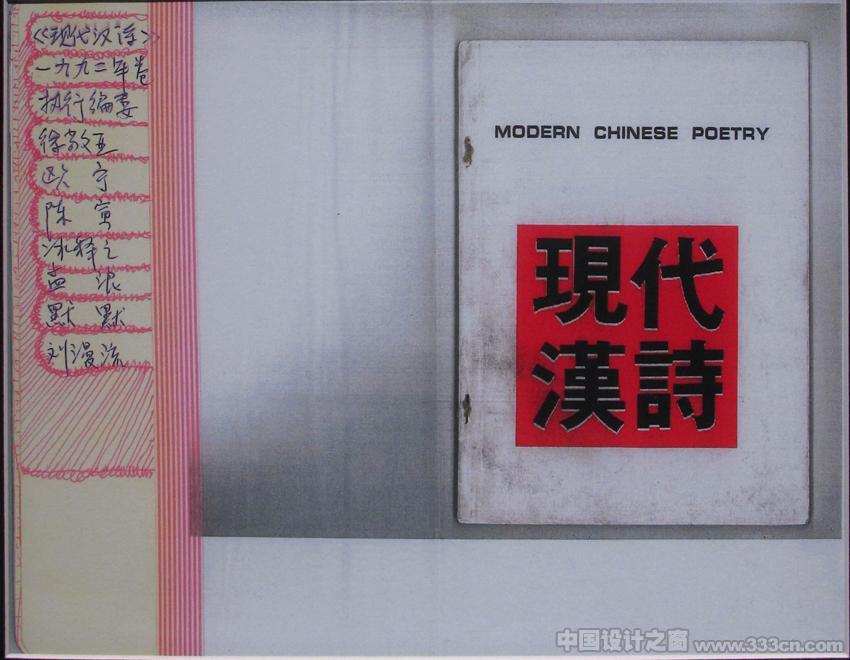 《现代汉诗》
一九九二年卷
执行编委
徐敬亚
欧宁
陈寅
冰释之
孟浪
默默
刘漫流
MODERN CHINESE POETRY
現代
漢詩
中国设计之窗 www.333cn.com